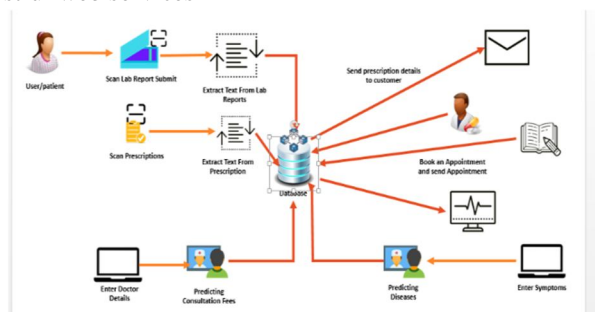 User/patient
Scan Lab Report Submit
Extract Text From Lab
Reports
Send prescription details
to customer
Scan Prescriptions
Extract Text From
Prescription
Database
Book an Appointment
and send Appointment
Enter Doctor
Details
Predicting
Consultation Fees
Predicting
Diseases
Enter Symptoms